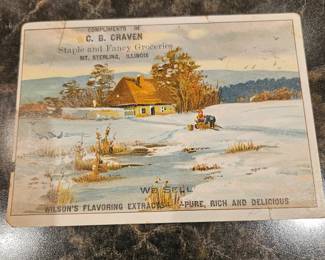 COMPLIMENTS OF
C. B. CRAVEN
Staple and Fancy Groceries
MT. STERLING, ILLINOIS
WE SELL
WILSON'S FLAVORING EXTRACTS - PURE, RICH AND DELICIOUS